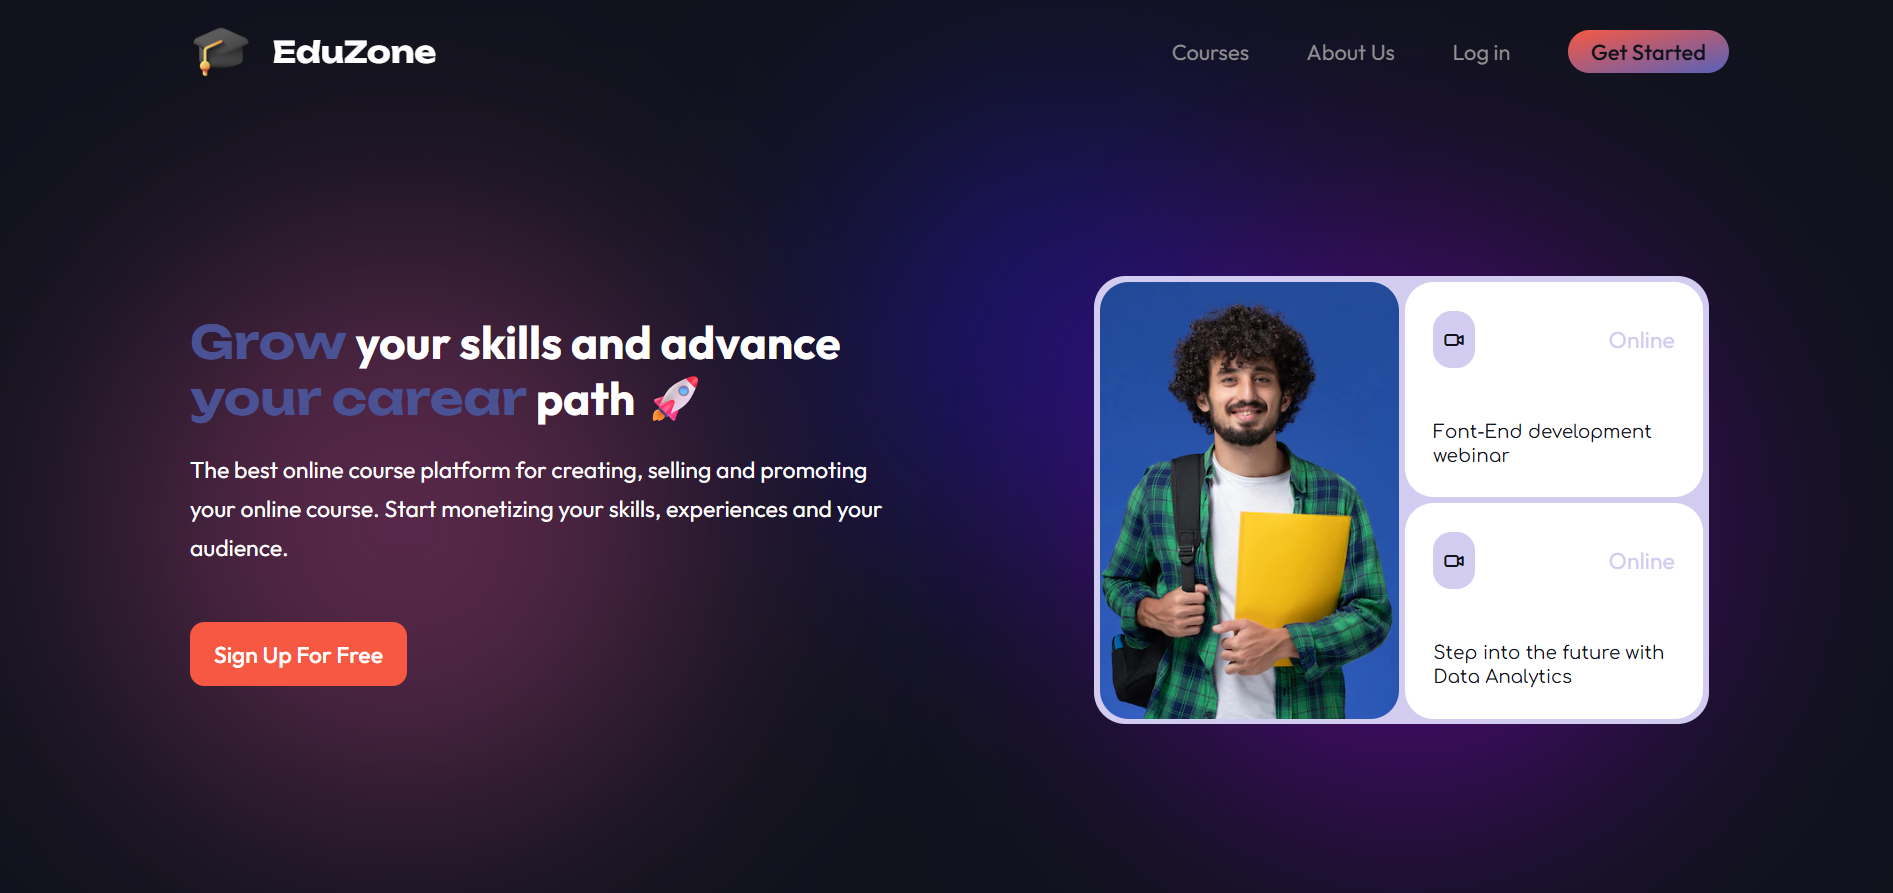 EduZone
Courses
About Us
Log in
Get Started
Grow your skills and advance
your carear path 🚀
The best online course platform for creating, selling and promoting
your online course. Start monetizing your skills, experiences and your
audience.
Sign Up For Free
Online
Font-End development
webinar
Online
Step into the future with
Data Analytics